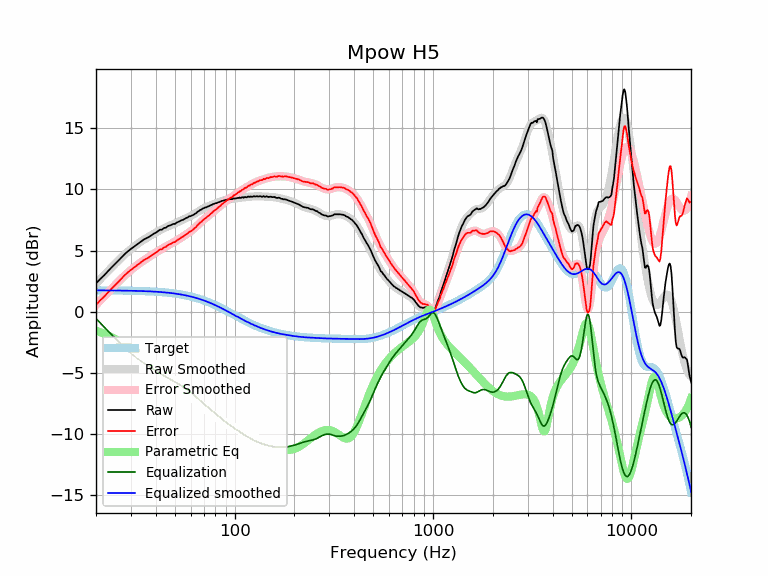 Mpow H5
Amplitude (dBr)
15
10
5
0
−5
−10
−15
Target
Raw Smoothed
Error Smoothed
Raw
Error
Parametric Eq
Equalization
Equalized smoothed
100
1000
10000
Frequency (Hz)